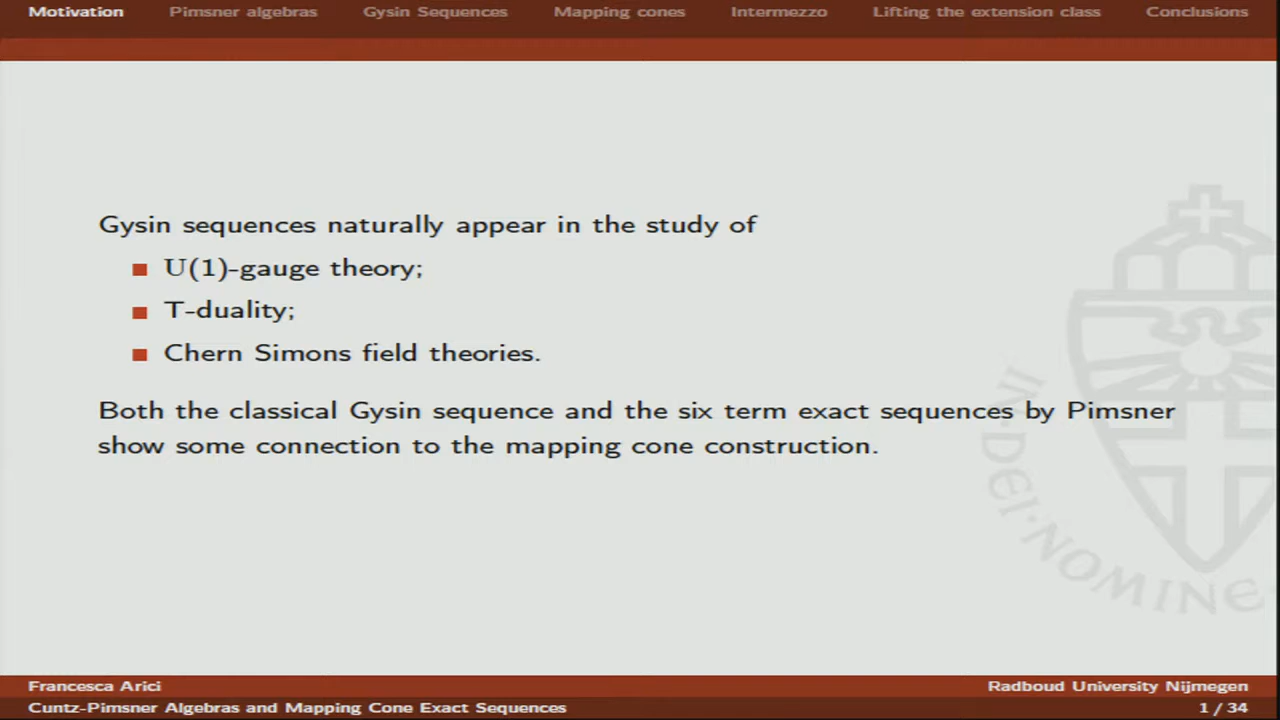 Motivation Pimsner algebras Gysin Sequences Mapping cones Intermezzo Lifting the extension class Conclusions
Gysin sequences naturally appear in the study of
U(1)-gauge theory;
T-duality;
Chern Simons field theories.
Both the classical Gysin sequence and the six term exact sequences by Pimsner
show some connection to the mapping cone construction.
IN·DEI·NOMINE
Francesca Arici Radboud University Nijmegen
Cuntz-Pimsner Algebras and Mapping Cone Exact Sequences 1 / 34